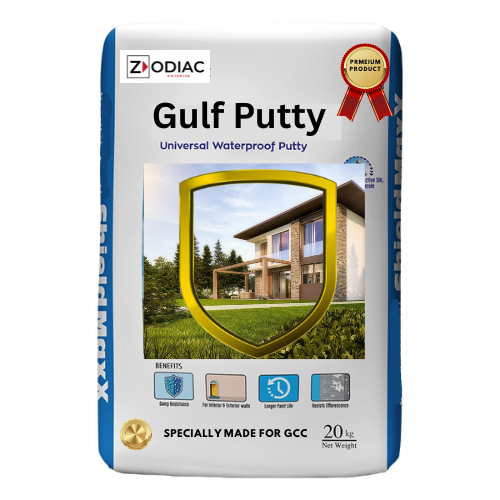 ZODIAC
PRMEIUM
PRODUCT
Gulf Putty
Universal Waterproof Putty
ShieldMaxX
ShieldMaxX
BENEFITS
Damp Resistance
For Interior & Exterior walls
Longer Paint Life
Resists Efflorescence
SPECIALLY MADE FOR GCC
20 kg
Net Weight